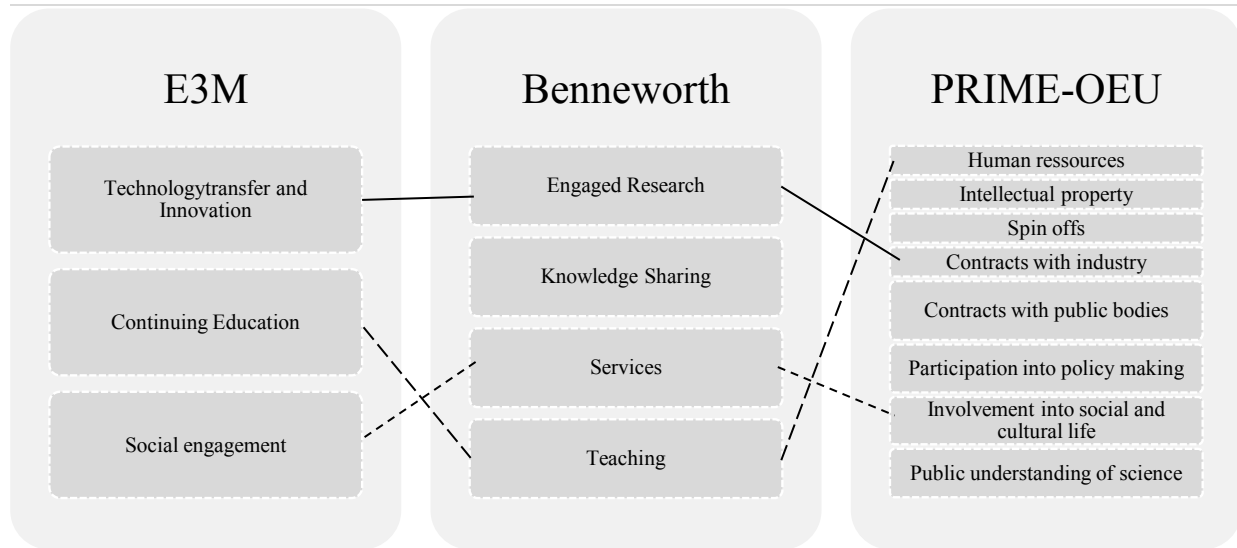 E3M
Technologytransfer and
Innovation
Continuing Education
Social engagement
Benneworth
Engaged Research
Knowledge Sharing
Services
Teaching
PRIME-OEU
Human ressources
Intellectual property
Spin offs
Contracts with industry
Contracts with public bodies
Participation into policy making
Involvement into social and
cultural life
Public understanding of science